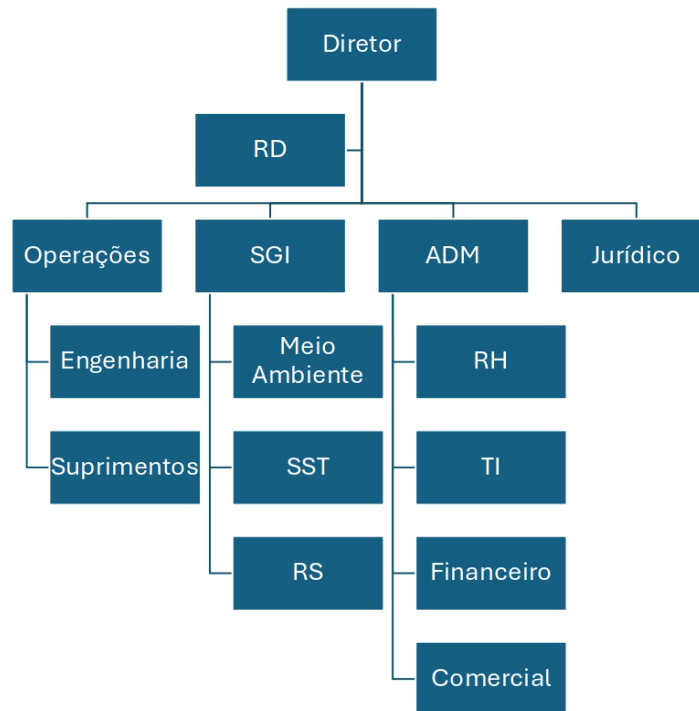 Diretor
RD
Operações
SGI
ADM
Jurídico
Engenharia
Meio
Ambiente
RH
Suprimentos
SST
TI
RS
Financeiro
Comercial